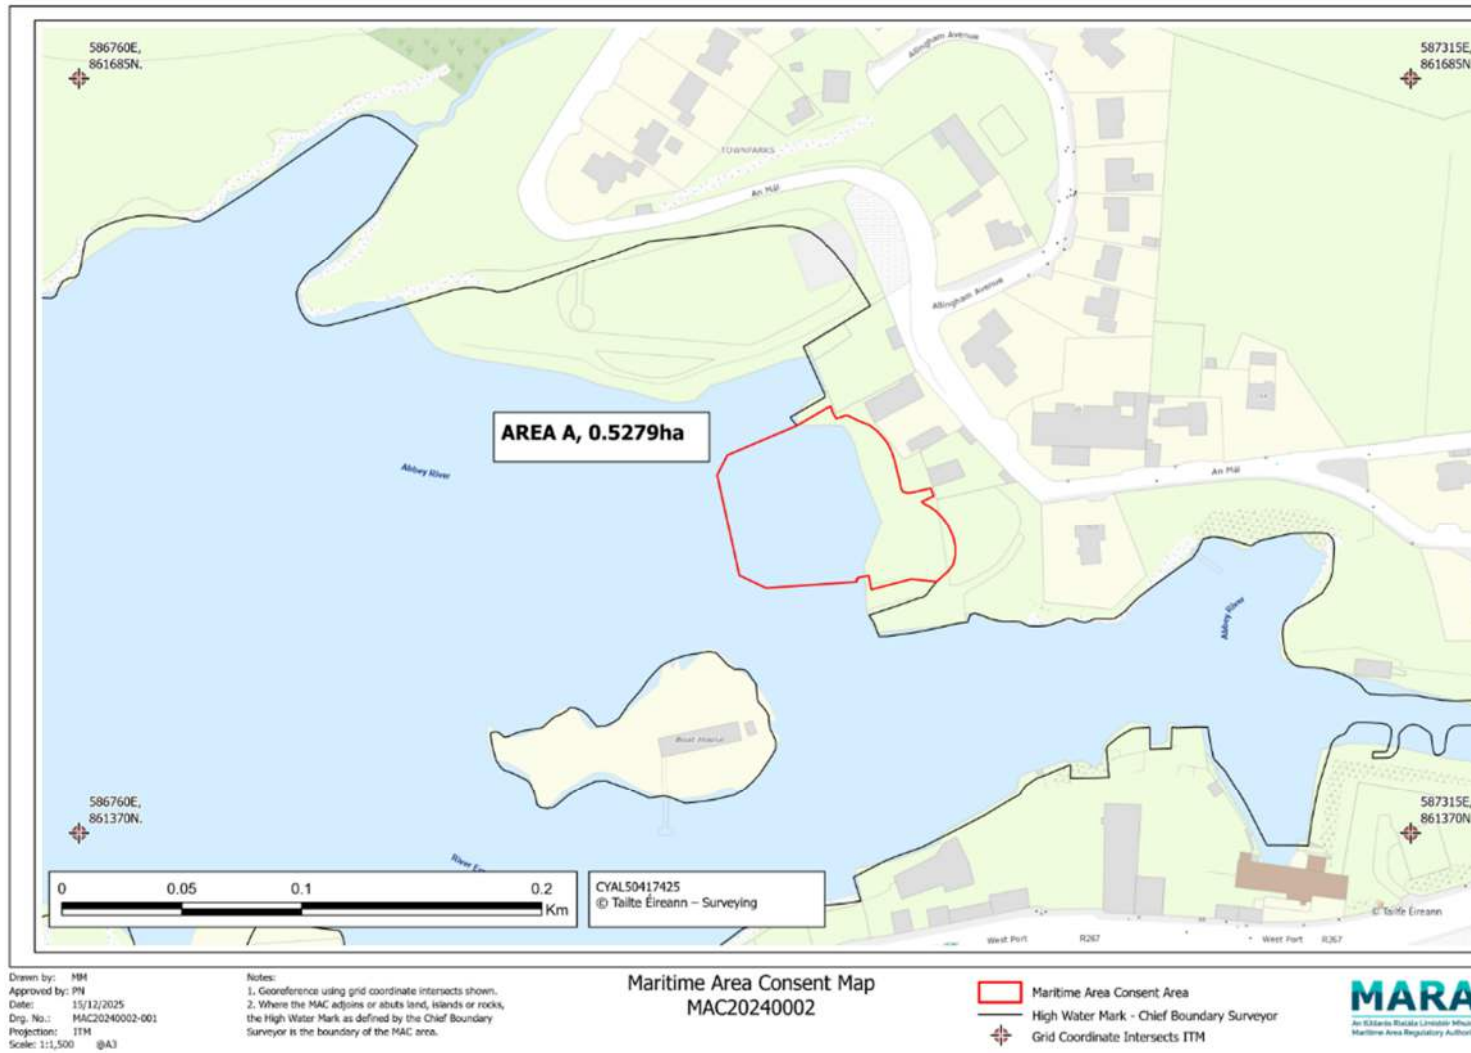 586760E,
861685N.
587315E,
861685N
Allingham Avenue
TOWNPARKS
An Mál
Allingham Avenue
AREA A, 0.5279ha
Abbey River
An Mál
Abbey River
Boat House
586760E,
861370N.
587315E,
861370N
River
0 0.05 0.1 0.2
Km
CYAL50417425
© Tailte Éireann – Surveying
© Tailte Éireann
West Port R267 West Port R267
Drawn by: MM
Approved by: PN
Date: 15/12/2025
Drg. No.: MAC20240002-001
Projection: ITM
Scale: 1:1,500 @A3
Notes:
1. Georeference using grid coordinate intersects shown.
2. Where the MAC adjoins or abuts land, islands or rocks,
the High Water Mark as defined by the Chief Boundary
Surveyor is the boundary of the MAC area.
Maritime Area Consent Map
MAC20240002
Maritime Area Consent Area
High Water Mark - Chief Boundary Surveyor
Grid Coordinate Intersects ITM
MARA
Maritime Area Regulatory